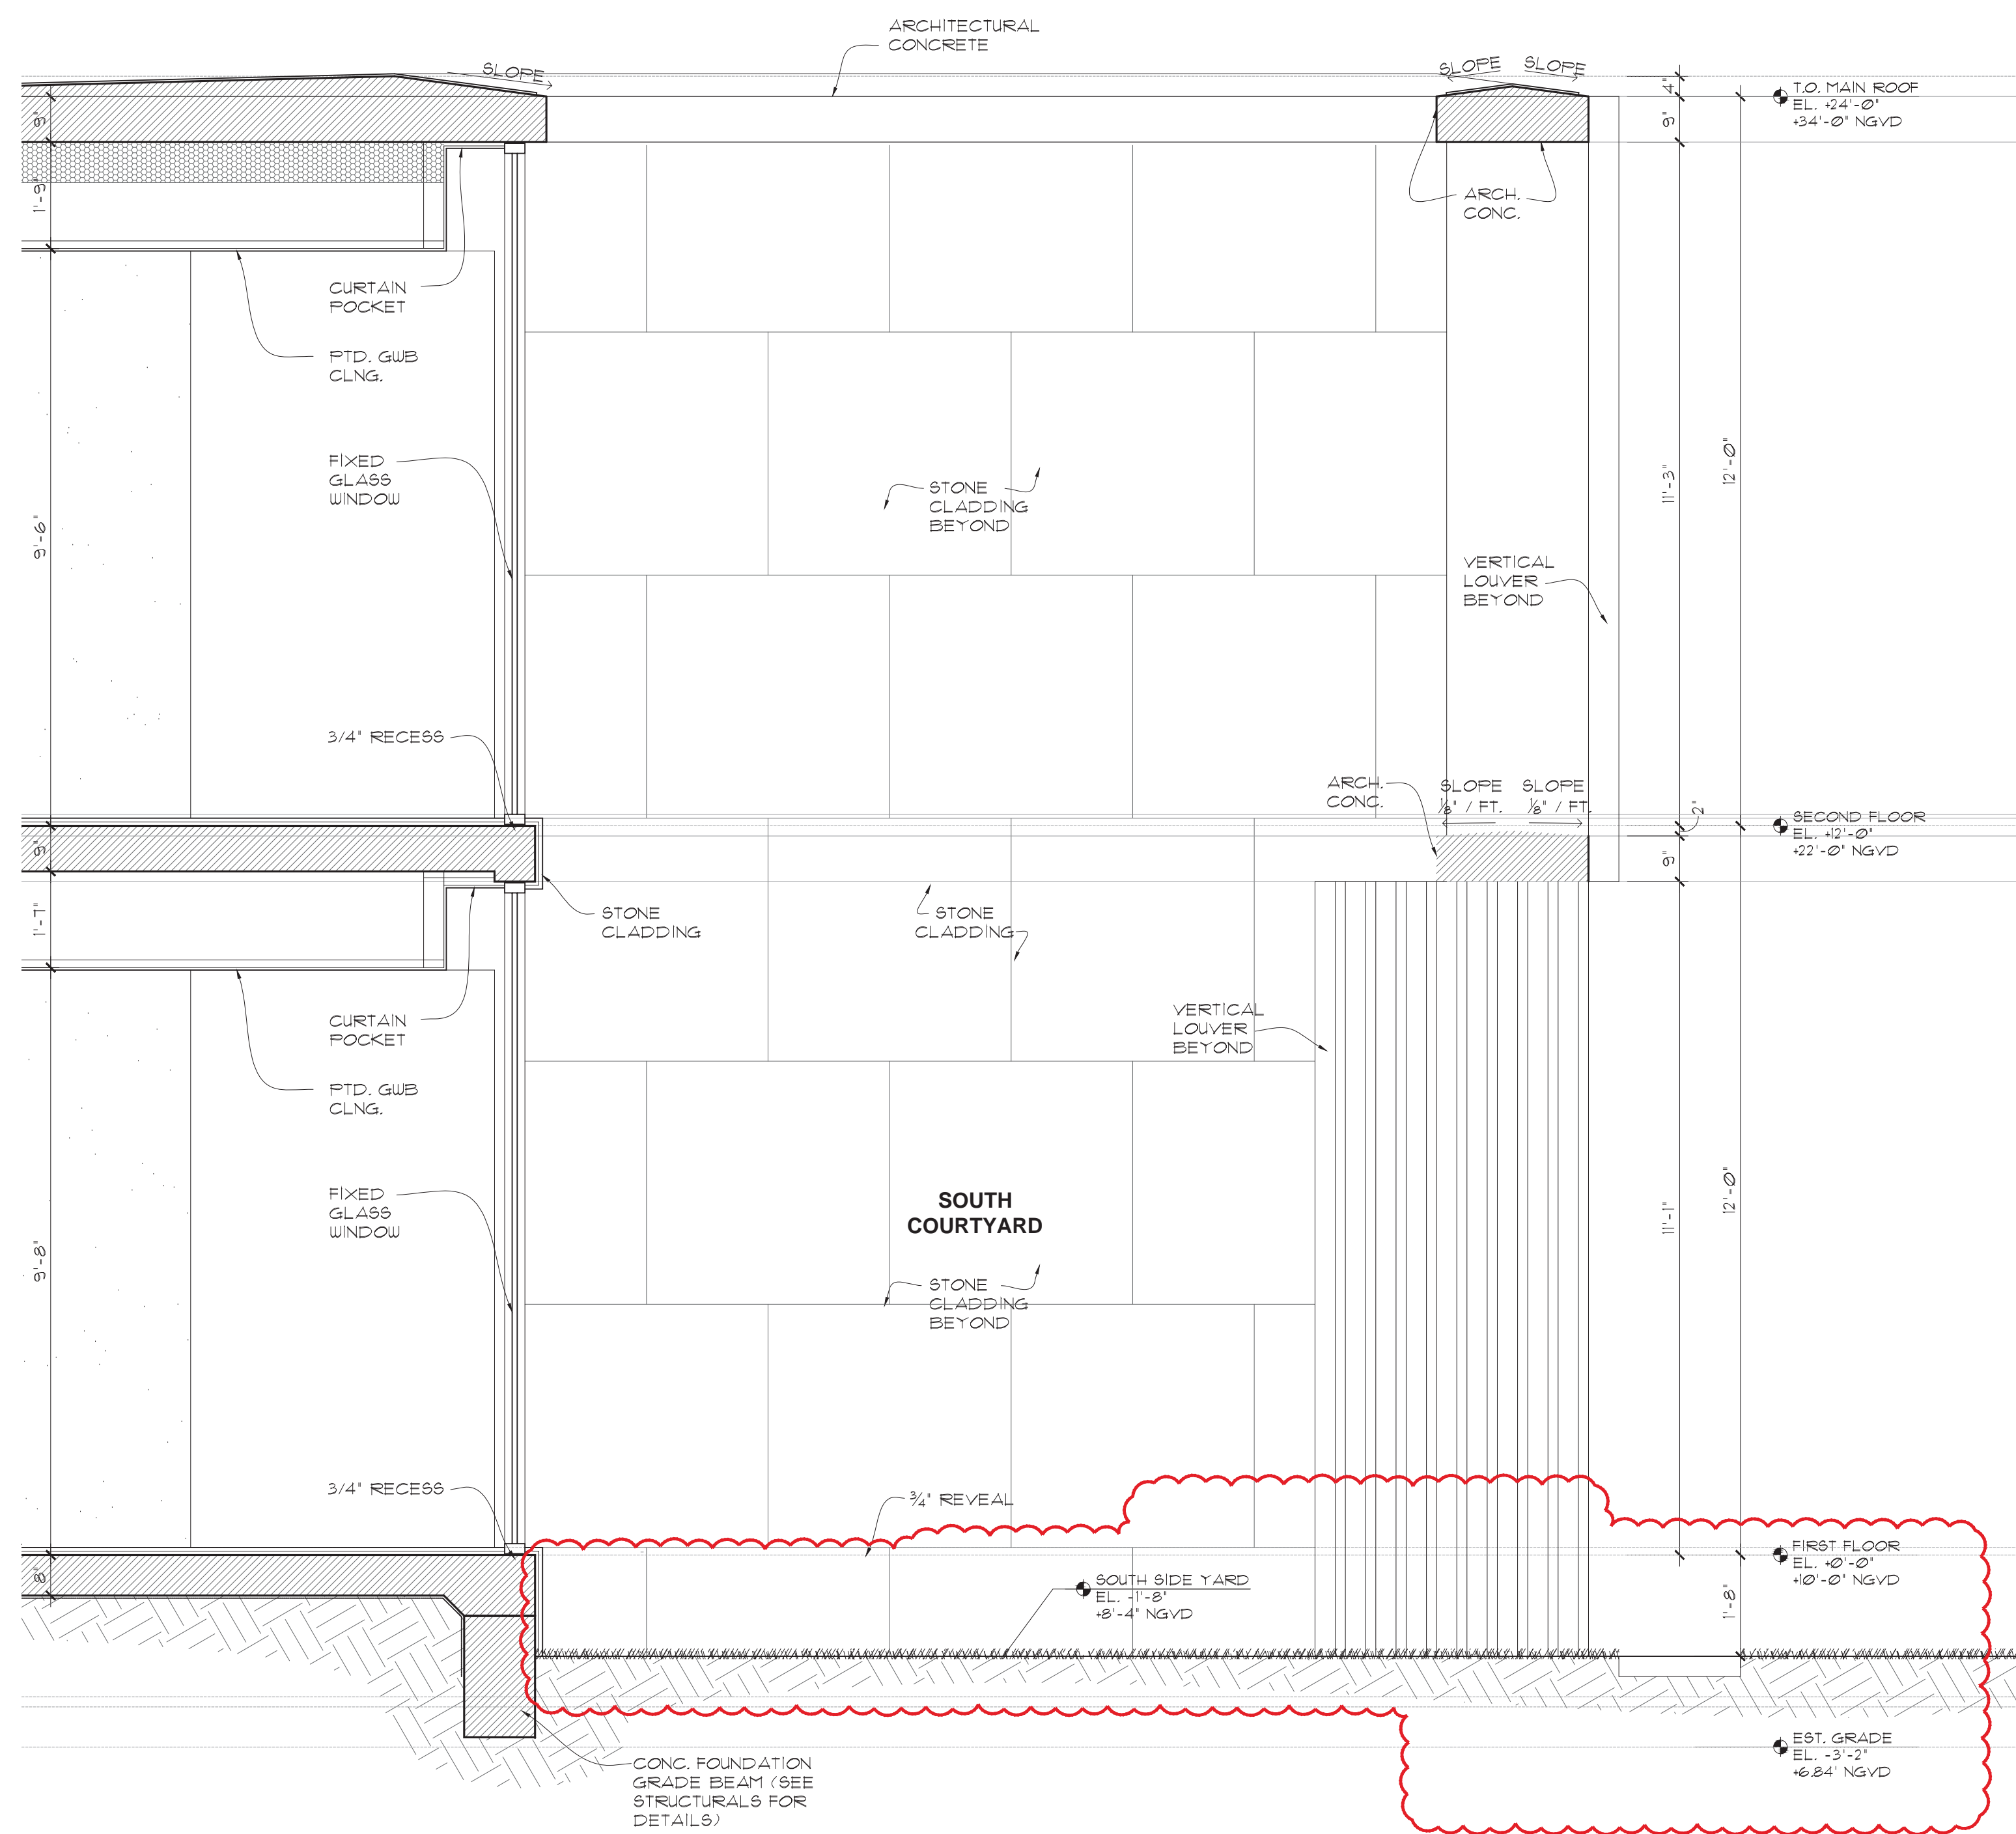 ARCHITECTURAL
CONCRETE
SLOPE
SLOPE
SLOPE
4"
T.O. MAIN ROOF
EL. +24'-0"
+34'-0" NGVD
9"
9"
1'-9"
ARCH.
CONC.
CURTAIN
POCKET
PTD. GWB
CLNG.
FIXED
GLASS
WINDOW
STONE
CLADDING
BEYOND
9'-6"
11'-3"
12'-0"
VERTICAL
LOUVER
BEYOND
3/4" RECESS
ARCH.
CONC.
SLOPE
1/8" / FT.
SLOPE
1/8" / FT.
2"
SECOND FLOOR
EL. +12'-0"
+22'-0" NGVD
9"
9"
1'-7"
STONE
CLADDING
STONE
CLADDING
CURTAIN
POCKET
VERTICAL
LOUVER
BEYOND
PTD. GWB
CLNG.
FIXED
GLASS
WINDOW
SOUTH
COURTYARD
9'-8"
11'-1"
12'-0"
STONE
CLADDING
BEYOND
3/4" RECESS
3/4" REVEAL
FIRST FLOOR
EL. +0'-0"
+10'-0" NGVD
8"
SOUTH SIDE YARD
EL. -1'-8"
+8'-4" NGVD
1'-8"
EST. GRADE
EL. -3'-2"
+6.84' NGVD
CONC. FOUNDATION
GRADE BEAM (SEE
STRUCTURALS FOR
DETAILS)